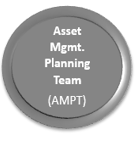 Asset
Mgmt.
Planning
Team
(AMPT)